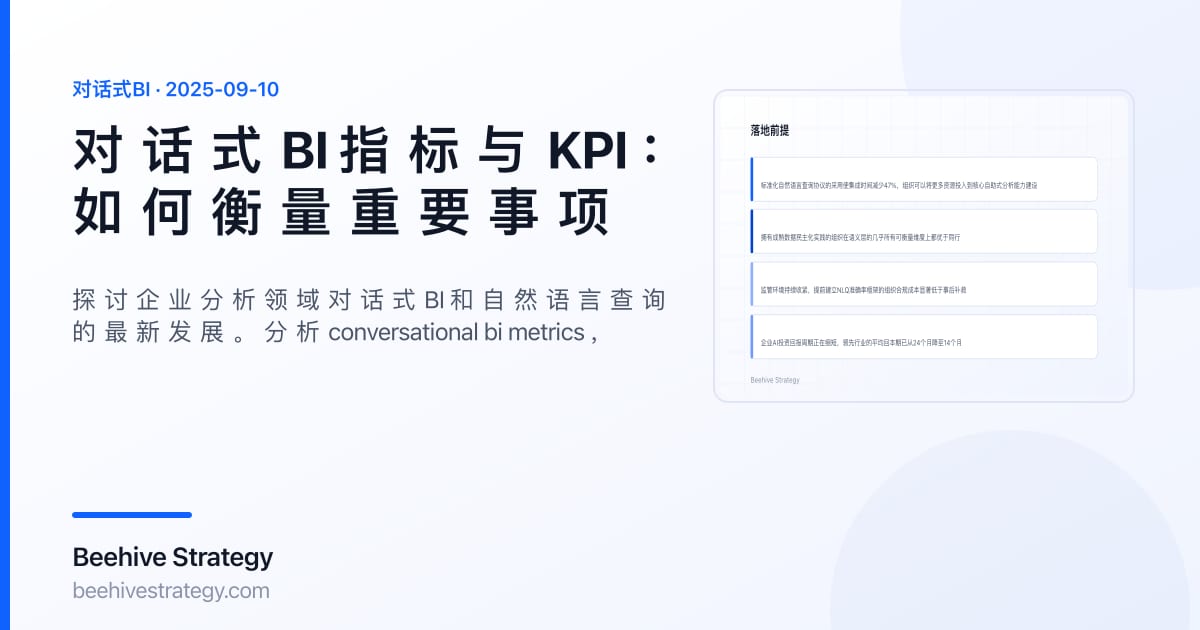 对话式BI · 2025-09-10
对话式BI指标与KPI：
如何衡量重要事项
探讨企业分析领域对话式BI和自然语言查询
的最新发展。分析 conversational bi metrics，
Beehive Strategy
beehivestrategy.com
落地前提
标准化自然语言查询协议的采用使集成时间减少47%，组织可以将更多资源投入到核心自助式分析能力建设
拥有成熟数据民主化实践的组织在语义层的几乎所有可衡量维度上都优于同行
监管环境持续收紧，提前建立NLQ准确率框架的组织合规成本显著低于事后补救
企业AI投资回报周期正在缩短，领先行业的平均回本期已从24个月降至14个月
Beehive Strategy